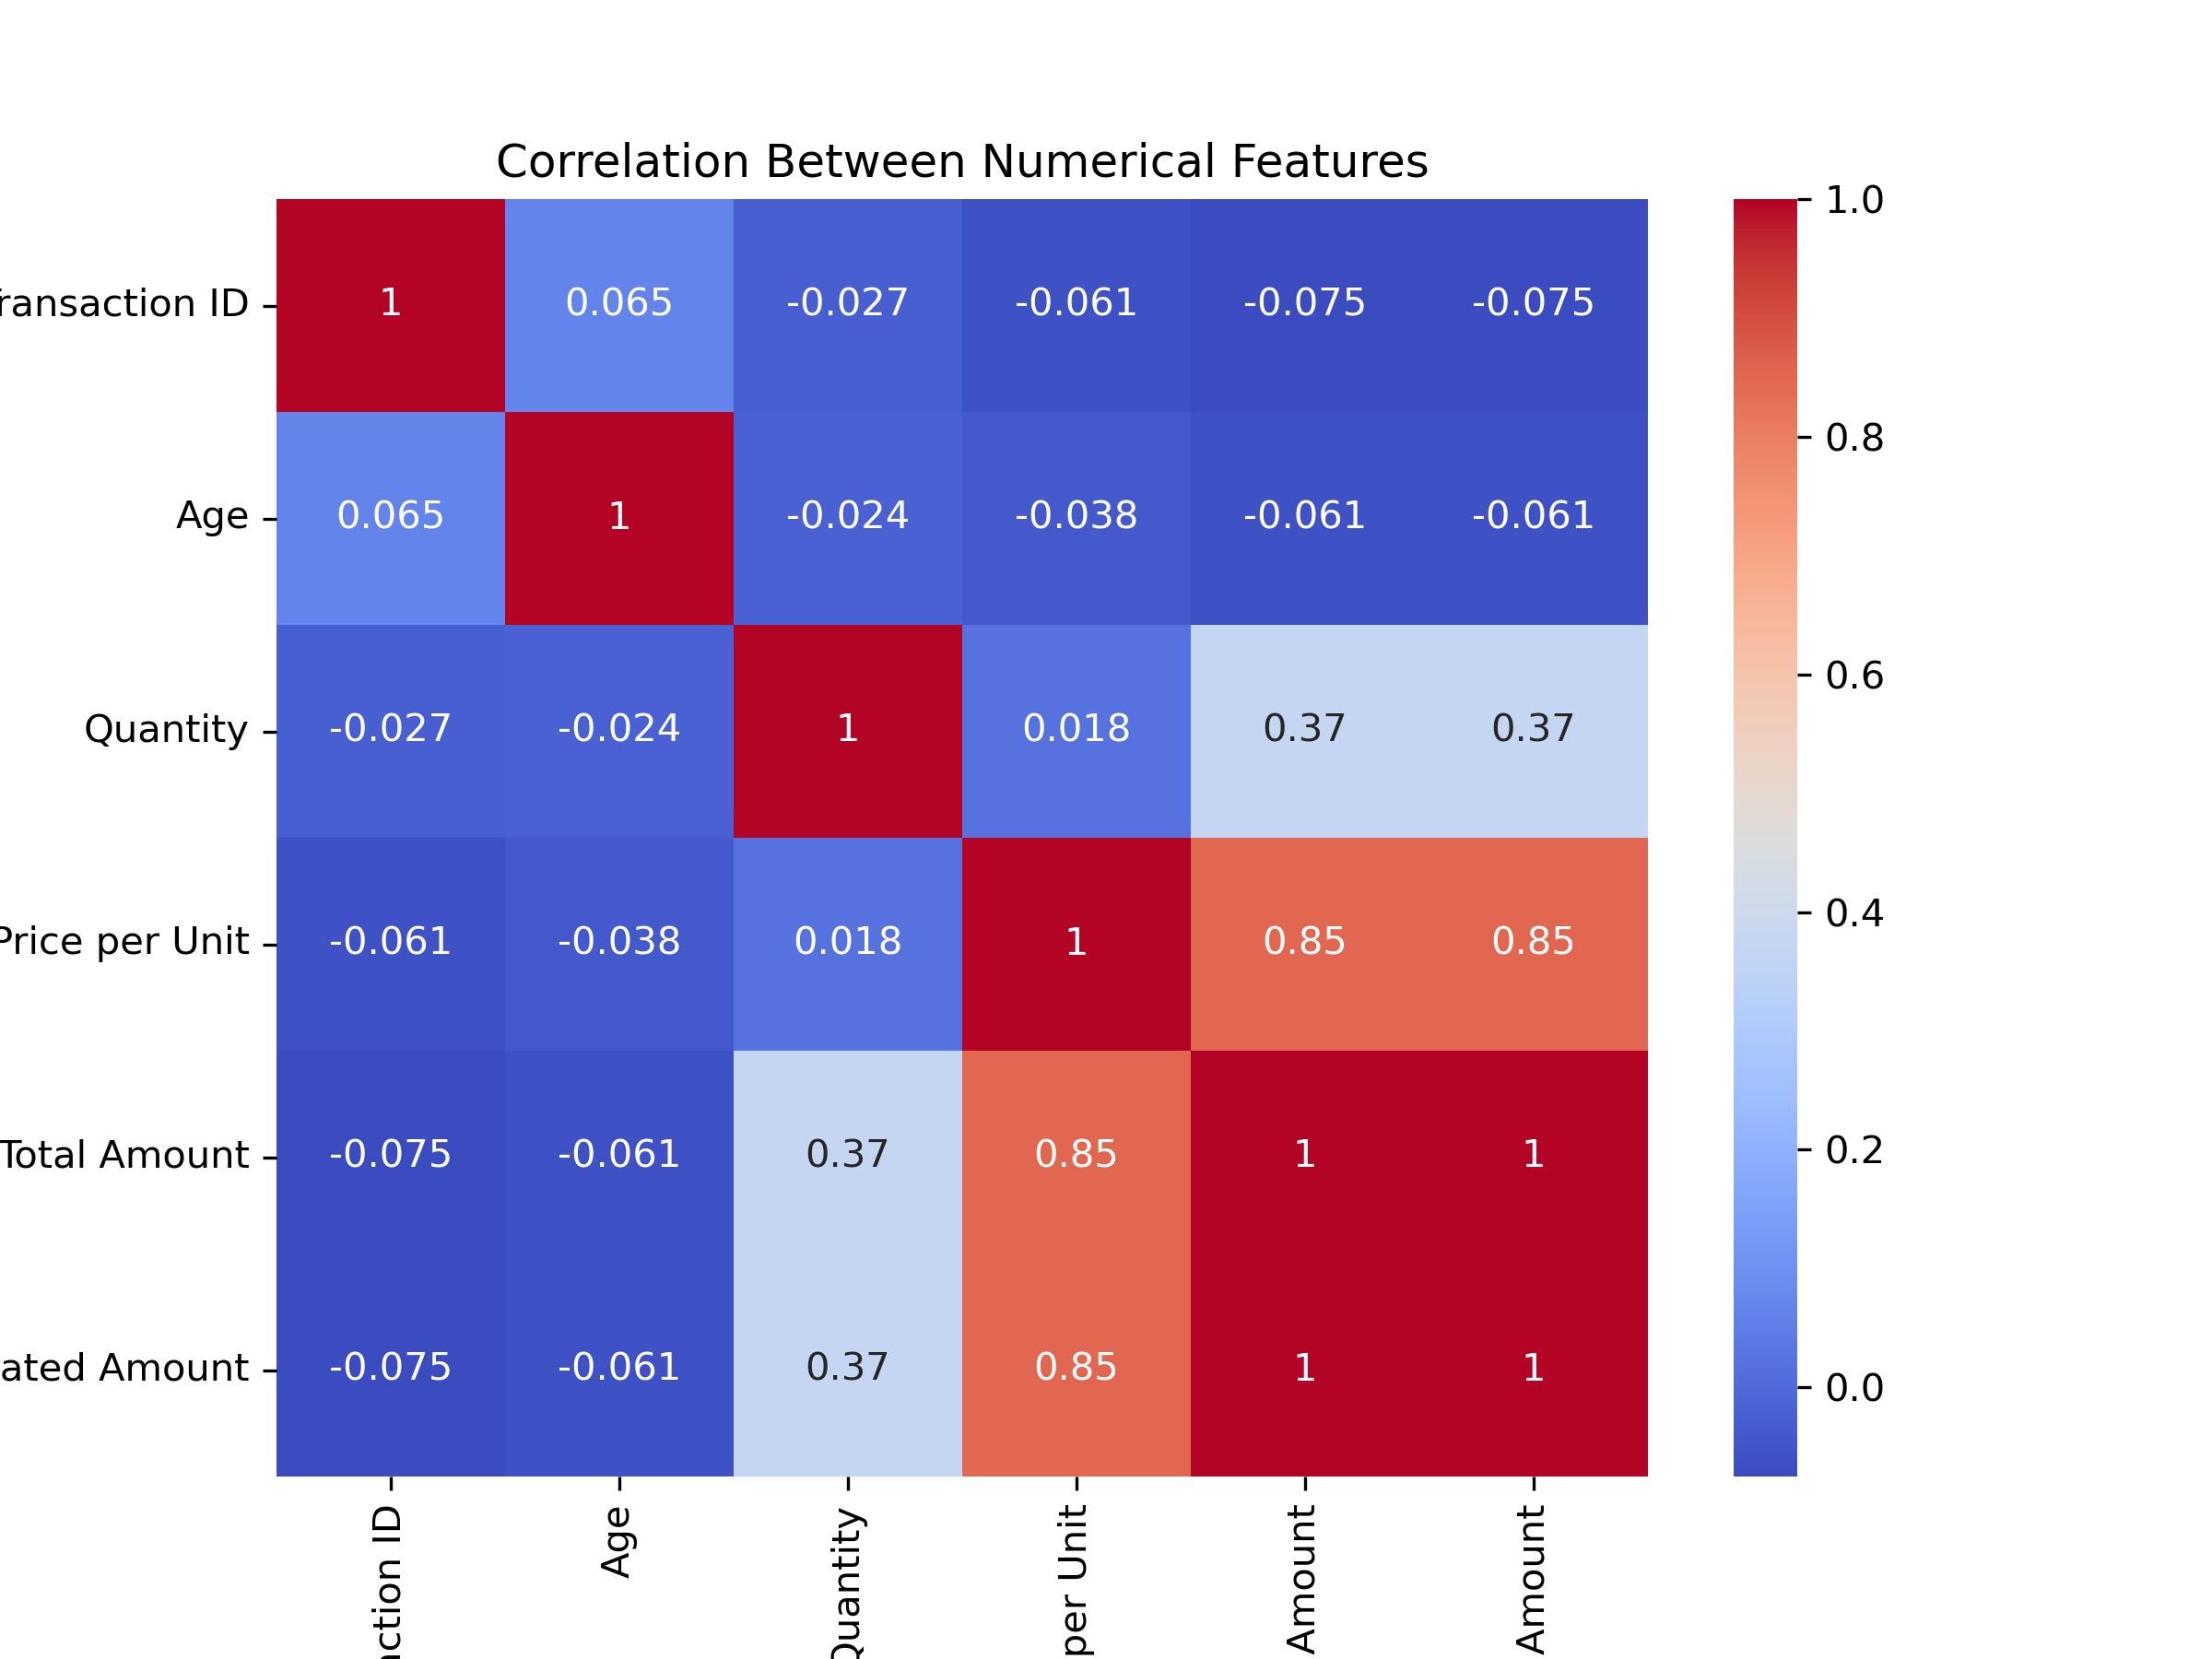 Correlation Between Numerical Features
ransaction ID 1 0.065 -0.027 -0.061 -0.075 -0.075
Age 0.065 1 -0.024 -0.038 -0.061 -0.061
Quantity -0.027 -0.024 1 0.018 0.37 0.37
Price per Unit -0.061 -0.038 0.018 1 0.85 0.85
Total Amount -0.075 -0.061 0.37 0.85 1 1
ated Amount -0.075 -0.061 0.37 0.85 1 1
action ID
Age
Quantity
per Unit
Amount
Amount
1.0
0.8
0.6
0.4
0.2
0.0